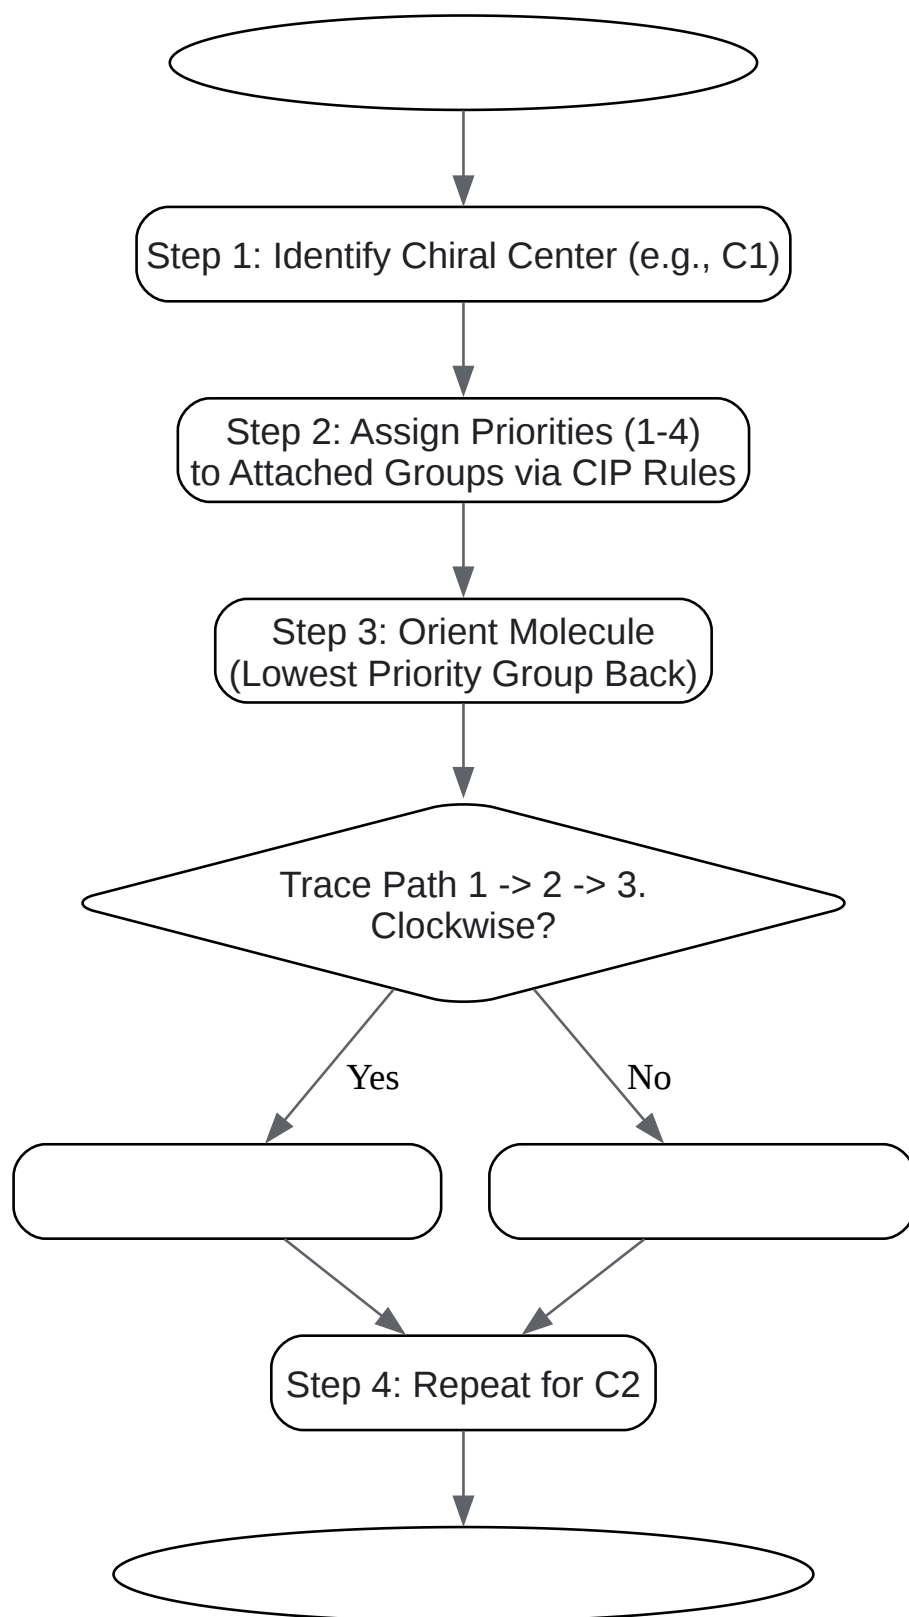 Step 1: Identify Chiral Center (e.g., C1)
Step 2: Assign Priorities (1-4)
to Attached Groups via CIP Rules
Step 3: Orient Molecule
(Lowest Priority Group Back)
Trace Path 1 -> 2 -> 3.
Clockwise?
Yes
No
Step 4: Repeat for C2